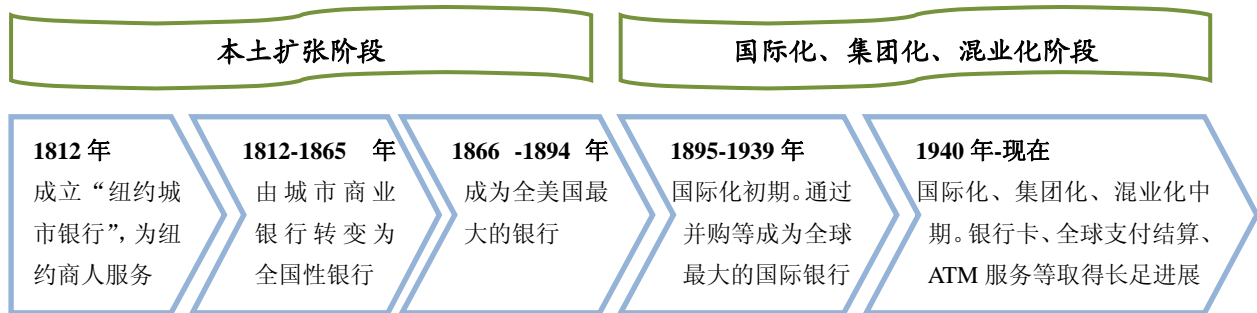 本土扩张阶段
国际化、集团化、混业化阶段
1812 年
成立“纽约城
市银行”，为纽
约商人服务
1812-1865 年
由城市商业
银行转变为
全国性银行
1866 -1894 年
成为全美国最
大的银行
1895-1939 年
国际化初期。通过
并购等成为全球
最大的国际银行
1940 年-现在
国际化、集团化、混业化中
期。银行卡、全球支付结算、
ATM 服务等取得长足进展